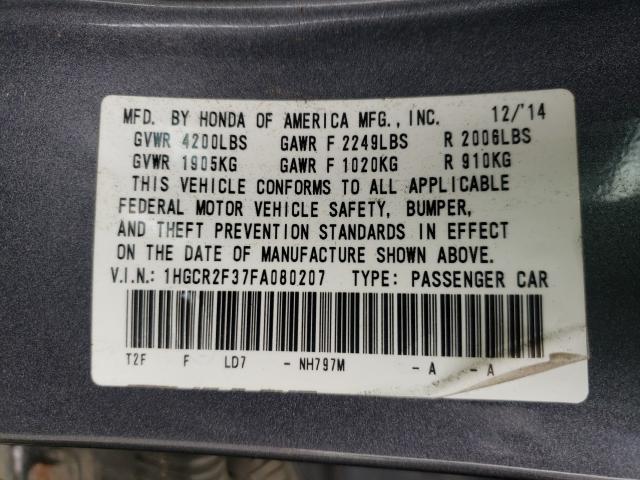 MFD. BY HONDA OF AMERICA MFG., INC. 12/'14
GVWR 4200LBS GAWR F 2249LBS R 2006LBS
GVWR 1905KG GAWR F 1020KG R 910KG
THIS VEHICLE CONFORMS TO ALL APPLICABLE
FEDERAL MOTOR VEHICLE SAFETY, BUMPER,
AND THEFT PREVENTION STANDARDS IN EFFECT
ON THE DATE OF MANUFACTURE SHOWN ABOVE.
V.I.N.: 1HGCR2F37FA080207 TYPE: PASSENGER CAR
T2F F LD7 - NH797M - A - A